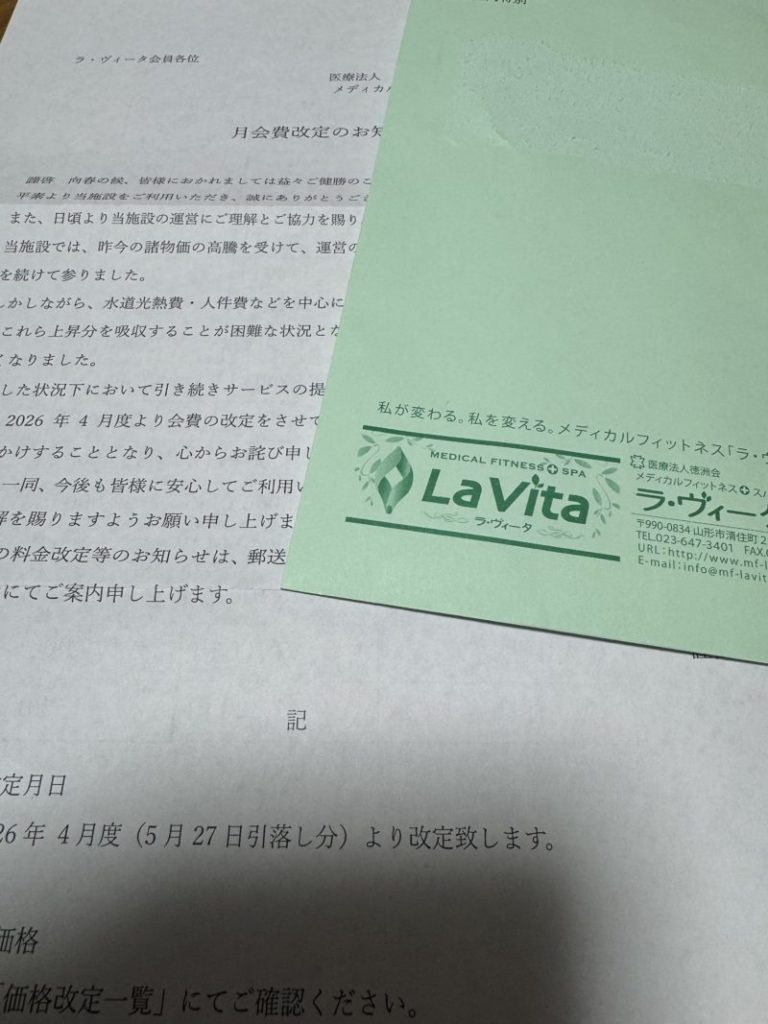 ラ・ヴィータ会員各位
医療法人
メディカル
月会費改定のお知
謹啓 向春の候、皆様におかれましては益々ご健勝のこ
平素より当施設をご利用いただき、誠にありがとうござ
また、日頃より当施設の運営にご理解とご協力を賜り
当施設では、昨今の諸物価の高騰を受けて、運営の
を続けて参りました。
しかしながら、水道光熱費・人件費などを中心に
これら上昇分を吸収することが困難な状況とな
くなりました。
した状況下において引き続きサービスの提
2026 年 4 月度より会費の改定をさせて
かけすることとなり、心からお詫び申し
一同、今後も皆様に安心してご利用い
解を賜りますようお願い申し上げま
の料金改定等のお知らせは、郵送
にてご案内申し上げます。
記
定月日
26年 4月度（5月27日引落し分）より改定致します。
価格
「価格改定一覧」にてご確認ください。
私が変わる。私を変える。メディカルフィットネス「ラ・ヴ
MEDICAL FITNESS SPA
LaVita
ラ・ヴィータ
医療法人徳洲会
メディカルフィットネス スパ
ラ・ヴィータ
〒990-0834 山形市清住町2
TEL.023-647-3401 FAX.0
URL：http://www.mf-l
E-mail：info@mf-lavit